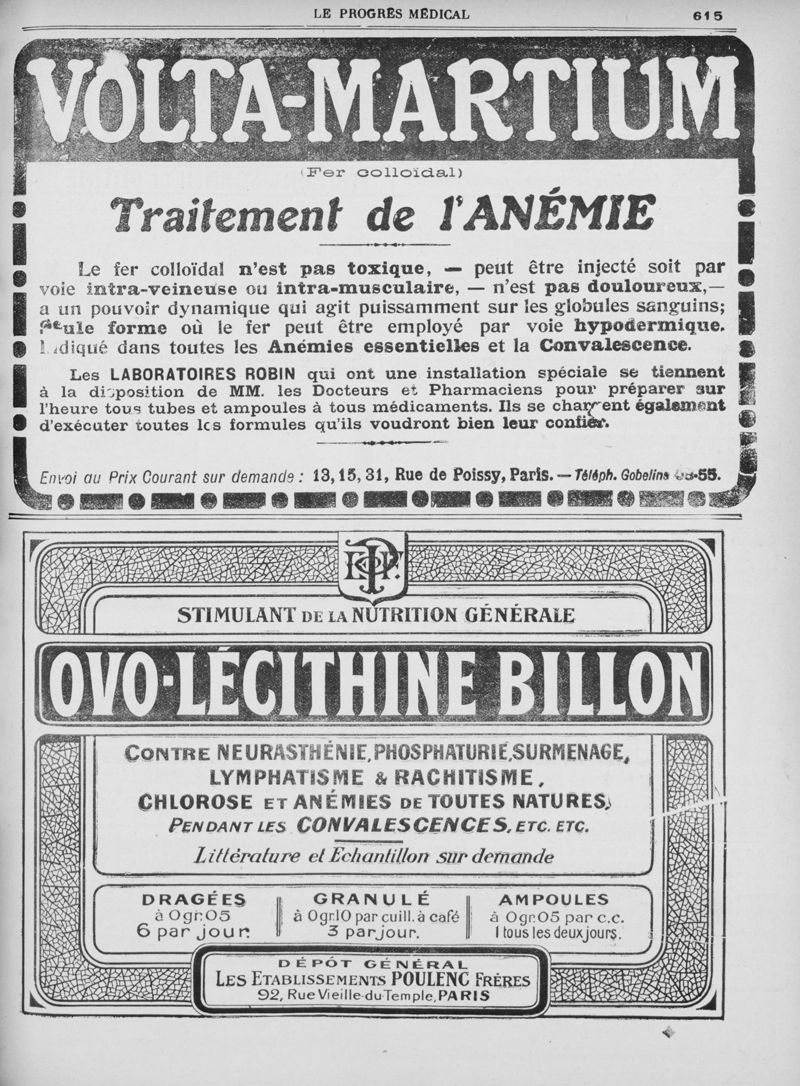 LE PROGRÈS MÉDICAL
615
VOLTA-MARTIUM
(Fer colloïdal)
Traitement de l'ANÉMIE
Le fer colloïdal n'est pas toxique, — peut être injecté soit par
voie intra-veineuse ou intra-musculaire, — n'est pas douloureux,—
a un pouvoir dynamique qui agit puissamment sur les globules sanguins;
Seule forme où le fer peut être employé par voie hypodermique.
Indiqué dans toutes les Anémies essentielles et la Convalescence.
Les LABORATOIRES ROBIN qui ont une installation spéciale se tiennent
à la disposition de MM. les Docteurs et Pharmaciens pour préparer sur
l'heure tous tubes et ampoules à tous médicaments. Ils se chargent également
d'exécuter toutes les formules qu'ils voudront bien leur confier.
Envoi au Prix Courant sur demande : 13, 15, 31, Rue de Poissy, Paris. — Téléph. Gobelins -55.
EPF
STIMULANT DE LA NUTRITION GÉNÉRALE
OVO-LÉCITHINE BILLON
CONTRE NEURASTHÉNIE, PHOSPHATURIE, SURMENAGE,
LYMPHATISME & RACHITISME,
CHLOROSE ET ANÉMIES DE TOUTES NATURES,
PENDANT LES CONVALESCENCES, ETC. ETC.
Littérature et Echantillon sur demande
DRAGÉES
à 0gr.05
6 par jour.
GRANULÉ
à 0gr.10 par cuill. à café
3 par jour.
AMPOULES
à 0gr.05 par c.c.
1 tous les deux jours.
DÉPÔT GÉNÉRAL
LES ETABLISSEMENTS POULENC FRÈRES
92, Rue Vieille-du-Temple, PARIS